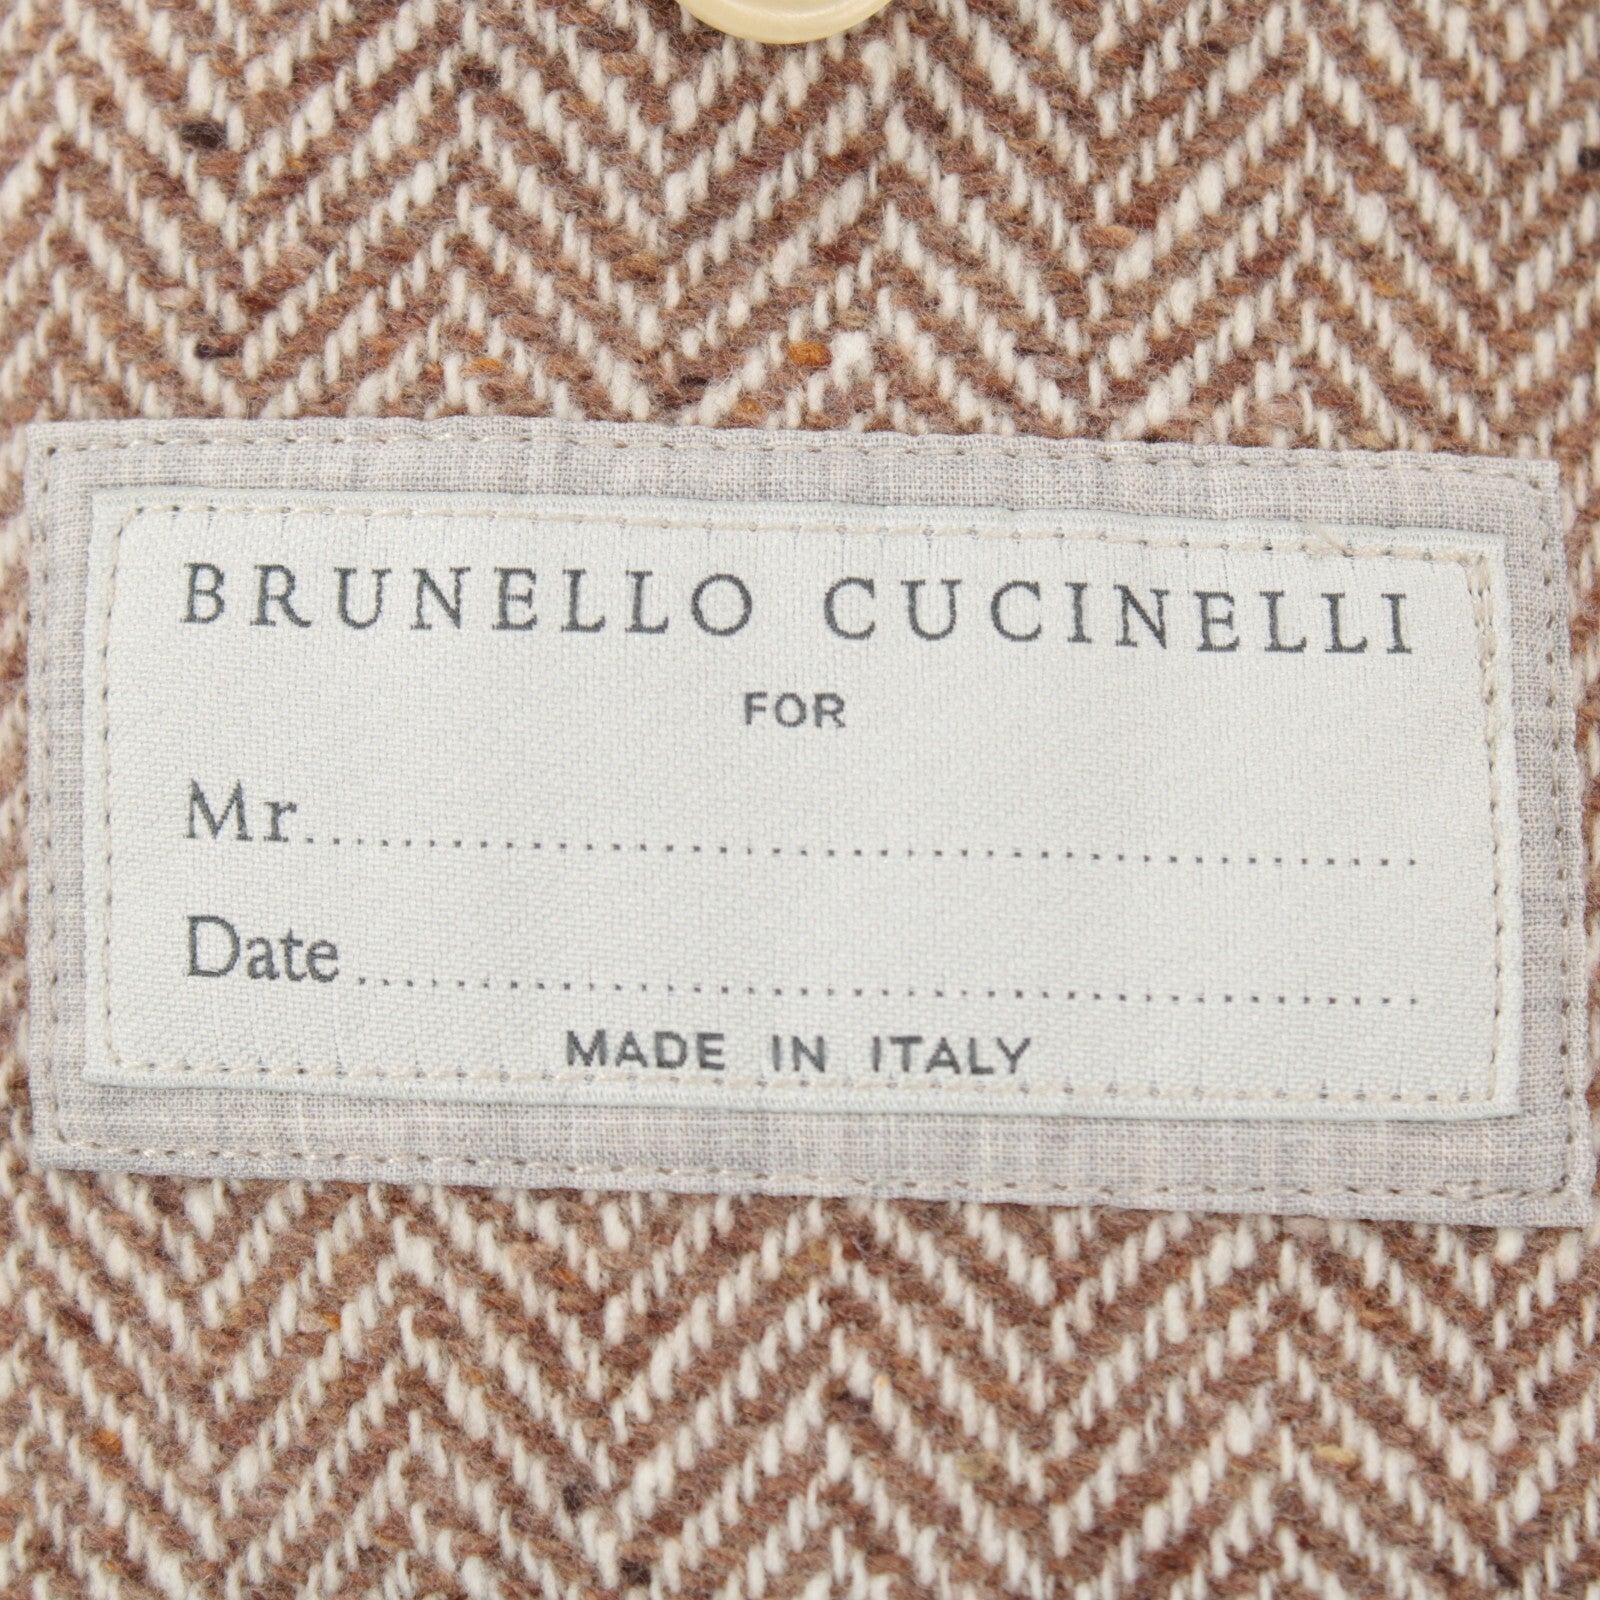 BRUNELLO CUCINELLI
FOR
Mr..............................................
Date..............................................
MADE IN ITALY